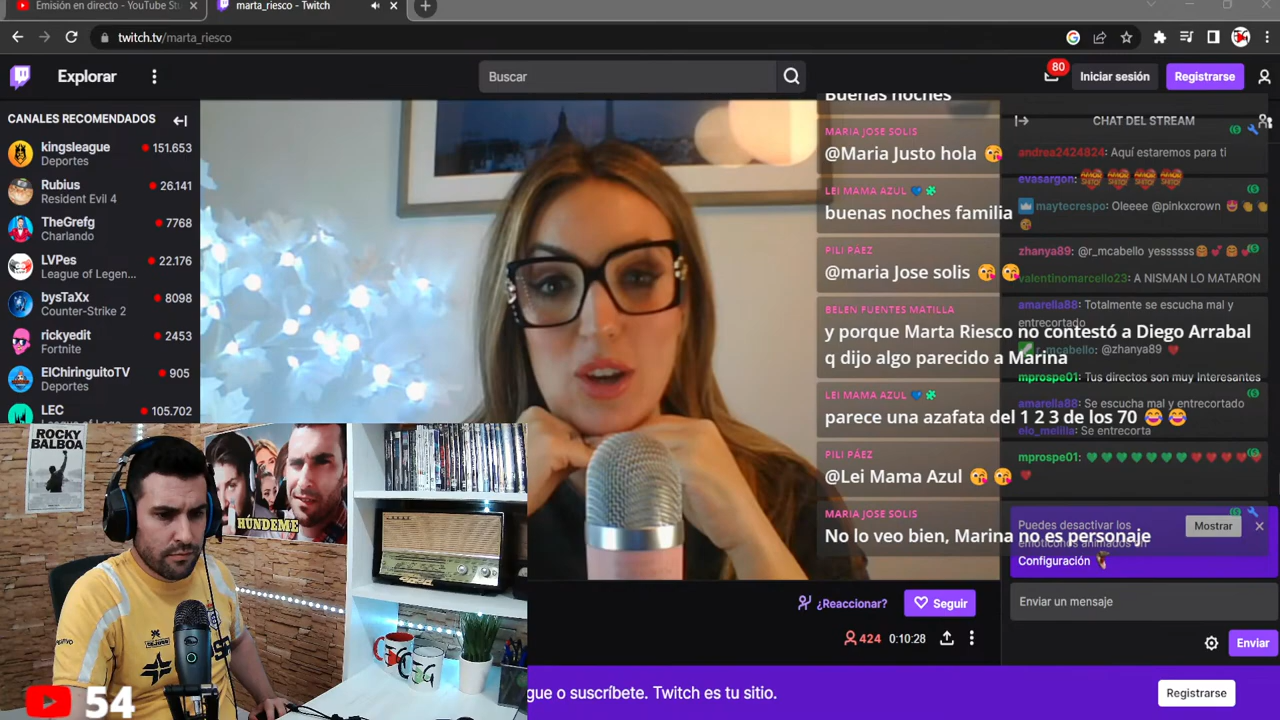 Emisión en directo - YouTube St
marta_riesco - Twitch
twitch.tv/marta_riesco
Explorar
Buscar
80
Iniciar sesión
Registrarse
CANALES RECOMENDADOS
kingsleague
151.653
Deportes
Rubius
26.141
Resident Evil 4
TheGrefg
7768
Charlando
LVPes
22.176
League of Legen...
bysTaXx
8098
Counter-Strike 2
rickyedit
2453
Fortnite
ElChiringuitoTV
905
Deportes
LEC
105.702
Buenas noches
MARIA JOSE SOLIS
@Maria Justo hola 😘
LEI MAMA AZUL 💙
buenas noches familia
PILI PÁEZ
@maria Jose solis 😘 😘
BELEN FUENTES MATILLA
y porque Marta Riesco no contestó a Diego Arrabal
q dijo algo parecido a Marina
LEI MAMA AZUL 💙
parece una azafata del 1 2 3 de los 70 😂 😂
PILI PÁEZ
@Lei Mama Azul 😘 😘
MARIA JOSE SOLIS
No lo veo bien, Marina no es personaje
CHAT DEL STREAM
andrea2424824: Aquí estaremos para ti
evasargon:
maytecrespo: Oleeee @pinkxcrown
zhanya89: @r_mcabello yessssss
valentinomarcello23: A NISMAN LO MATARON
amarella88: Totalmente se escucha mal y
entrecortado
r_mcabello: @zhanya89
mprospe01: Tus directos son muy Interesantes
amarella88: Se escucha mal y entrecortado
elo_melilla: Se entrecorta
mprospe01:
Puedes desactivar los
emoticonos animados en
Configuración
Mostrar
Enviar un mensaje
Enviar
¿Reaccionar?
Seguir
424
0:10:28
gue o suscríbete. Twitch es tu sitio.
Registrarse
ROCKY
BALBOA
HÚNDEME
54